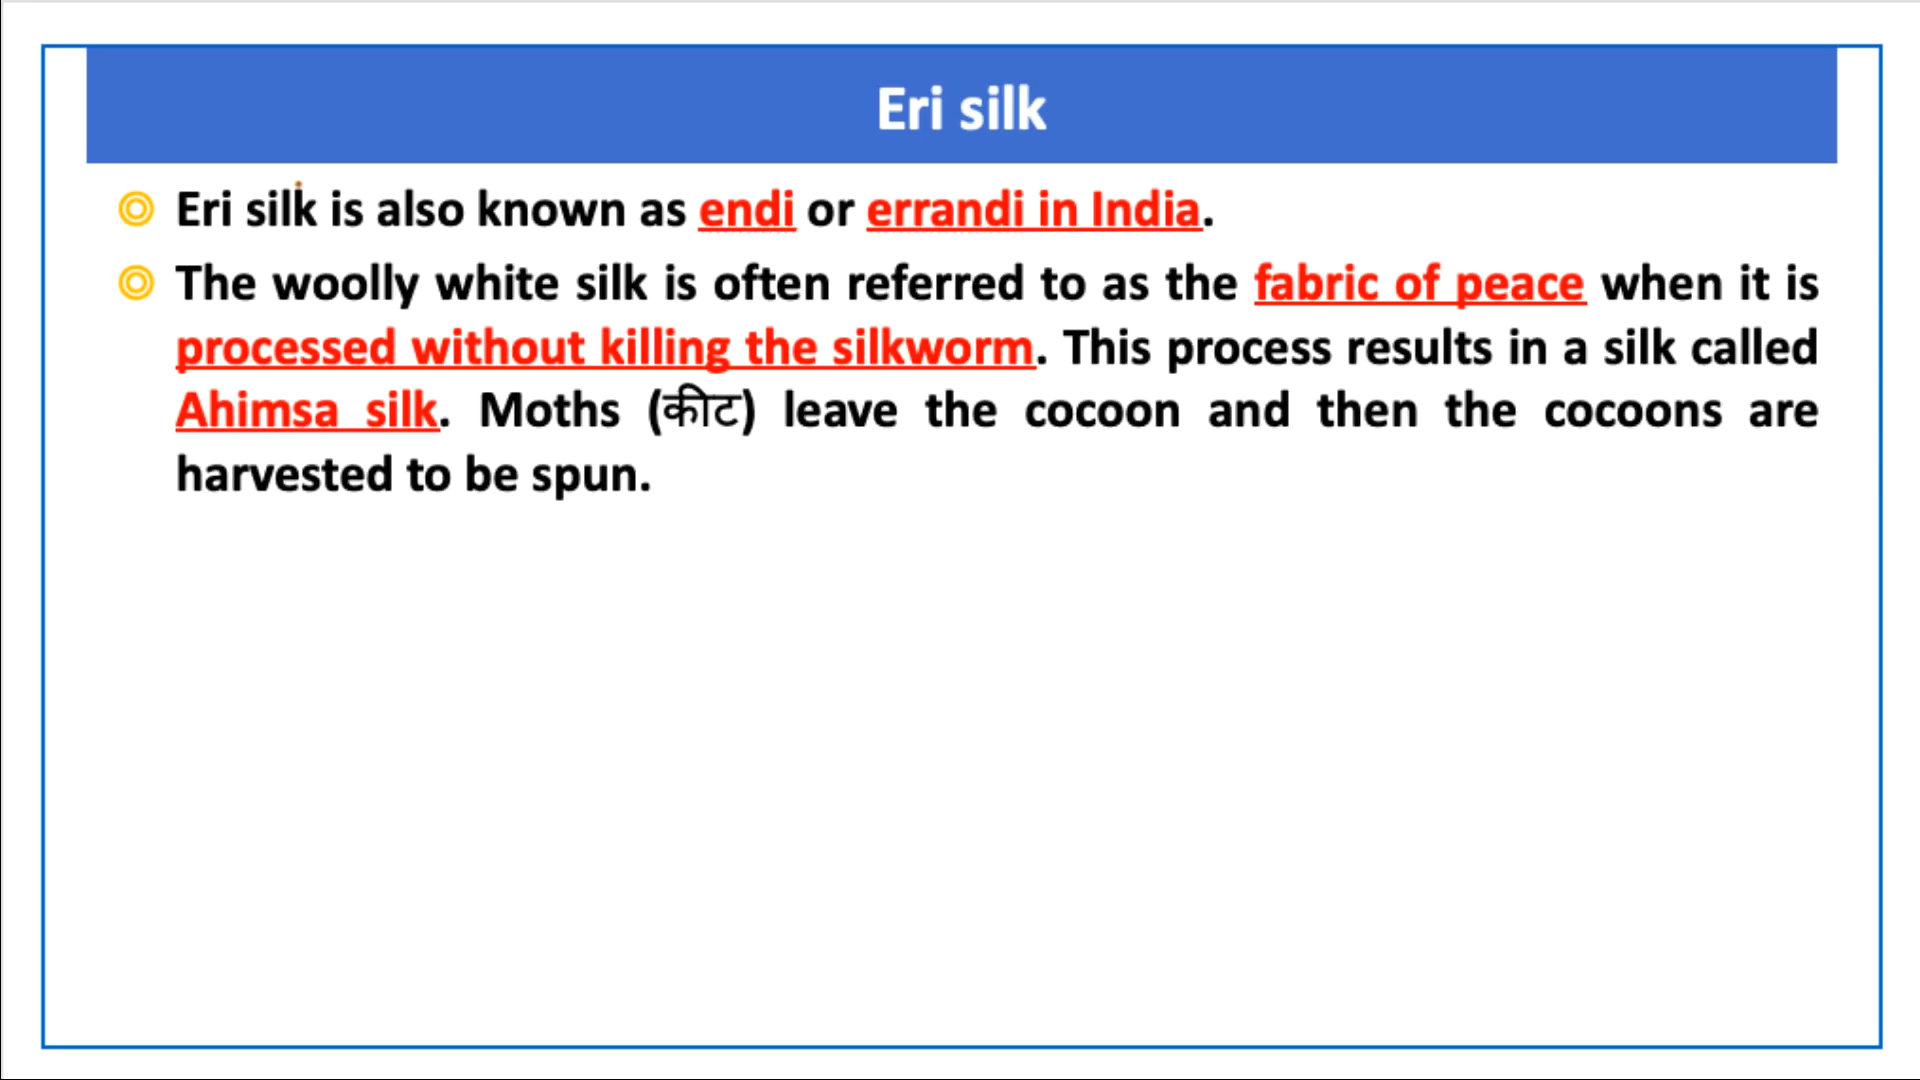 Eri silk
Eri silk is also known as endi or errandi in India.
The woolly white silk is often referred to as the fabric of peace when it is
processed without killing the silkworm. This process results in a silk called
Ahimsa silk. Moths (कीट) leave the cocoon and then the cocoons are
harvested to be spun.